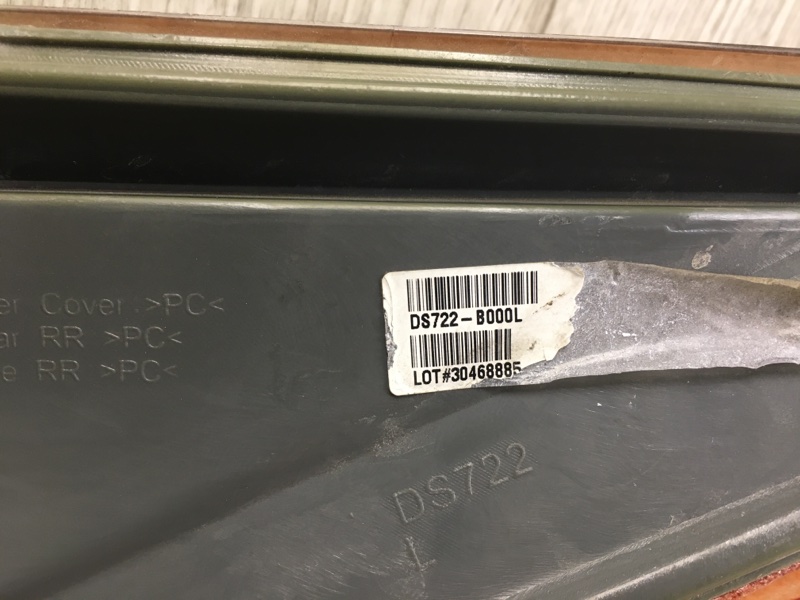 Cover :>PC<
RR >PC<
RR >PC<
DS722-B000L
LOT#30468885
DS722
L